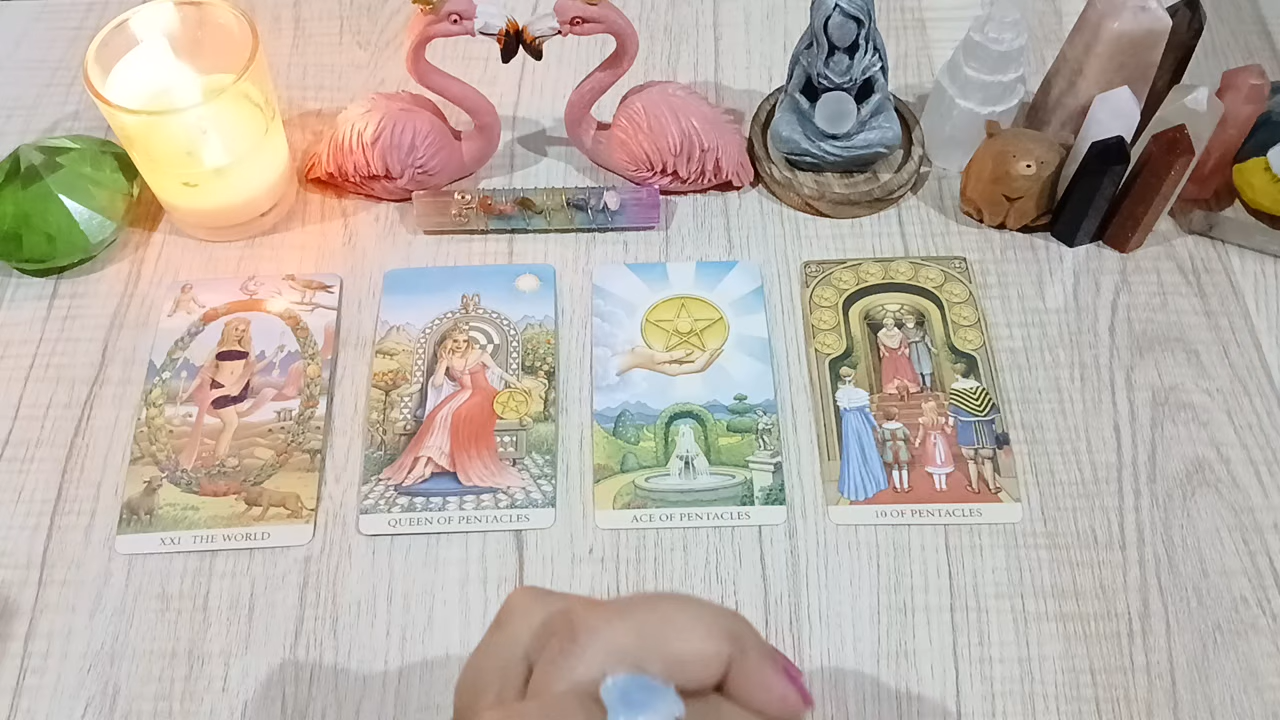 XXI THE WORLD
QUEEN OF PENTACLES
ACE OF PENTACLES
10 OF PENTACLES